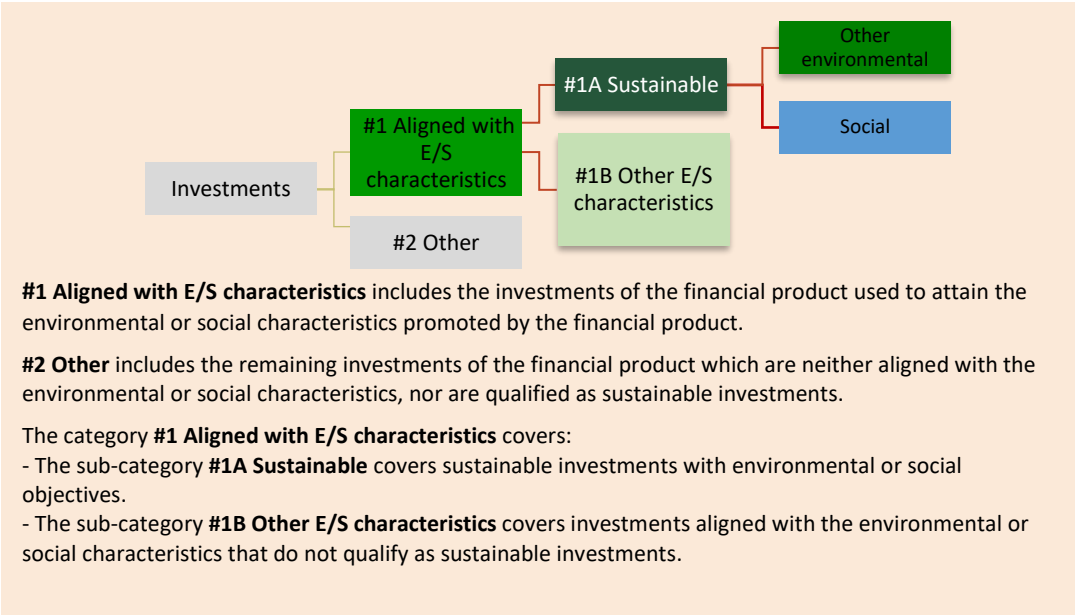 Other
environmental
#1A Sustainable
#1 Aligned with
E/S
characteristics
Social
Investments
#1B Other E/S
characteristics
#2 Other
#1 Aligned with E/S characteristics includes the investments of the financial product used to attain the
environmental or social characteristics promoted by the financial product.
#2 Other includes the remaining investments of the financial product which are neither aligned with the
environmental or social characteristics, nor are qualified as sustainable investments.
The category #1 Aligned with E/S characteristics covers:
- The sub-category #1A Sustainable covers sustainable investments with environmental or social
objectives.
- The sub-category #1B Other E/S characteristics covers investments aligned with the environmental or
social characteristics that do not qualify as sustainable investments.